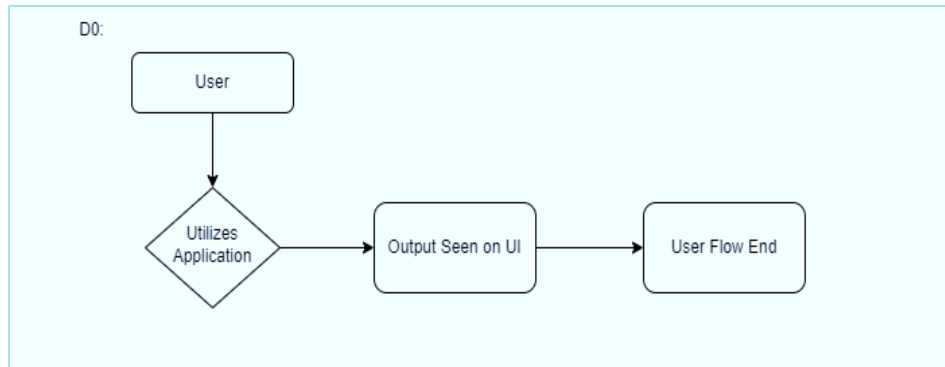 D0:
User
Utilizes
Application
Output Seen on UI
User Flow End